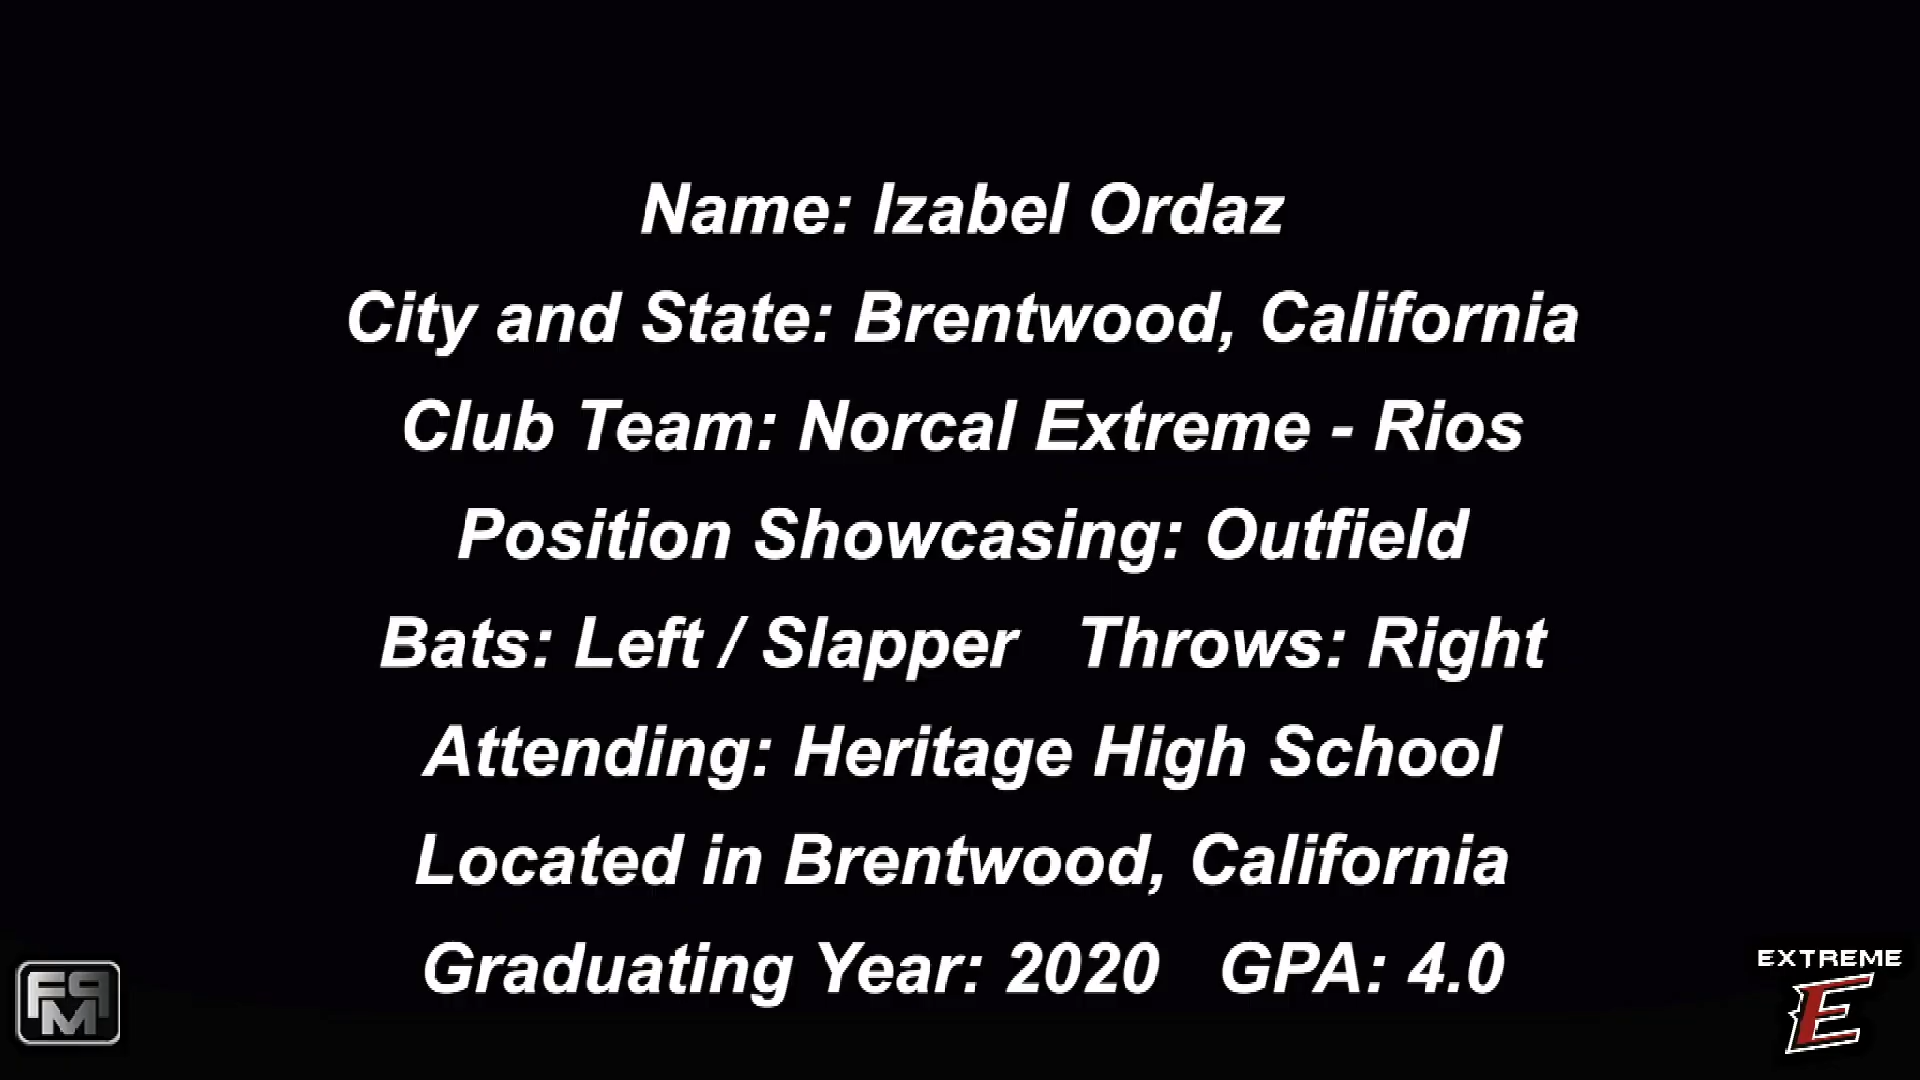 Name: Izabel Ordaz
City and State: Brentwood, California
Club Team: Norcal Extreme - Rios
Position Showcasing: Outfield
Bats: Left / Slapper   Throws: Right
Attending: Heritage High School
Located in Brentwood, California
Graduating Year: 2020   GPA: 4.0
FPM
EXTREME
E